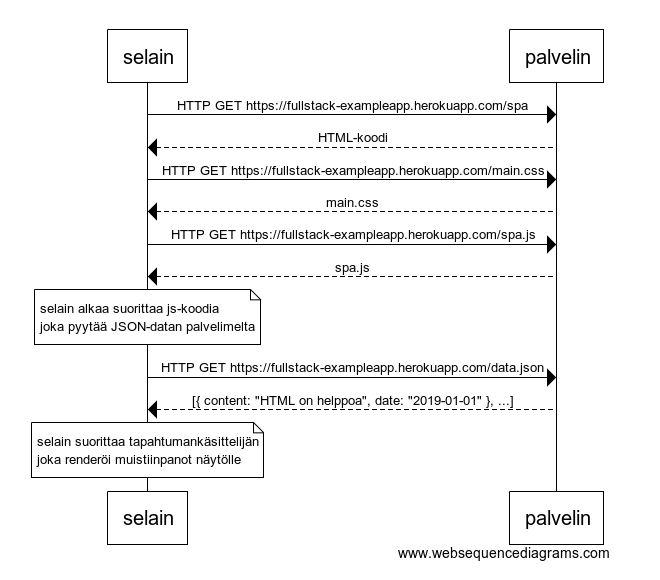 selain
palvelin
HTTP GET https://fullstack-exampleapp.herokuapp.com/spa
HTML-koodi
HTTP GET https://fullstack-exampleapp.herokuapp.com/main.css
main.css
HTTP GET https://fullstack-exampleapp.herokuapp.com/spa.js
spa.js
selain alkaa suorittaa js-koodia
joka pyytää JSON-datan palvelimelta
HTTP GET https://fullstack-exampleapp.herokuapp.com/data.json
[{ content: "HTML on helppoa", date: "2019-01-01" }, ...]
selain suorittaa tapahtumankäsittelijän
joka renderöi muistiinpanot näytölle
selain
palvelin
www.websequencediagrams.com